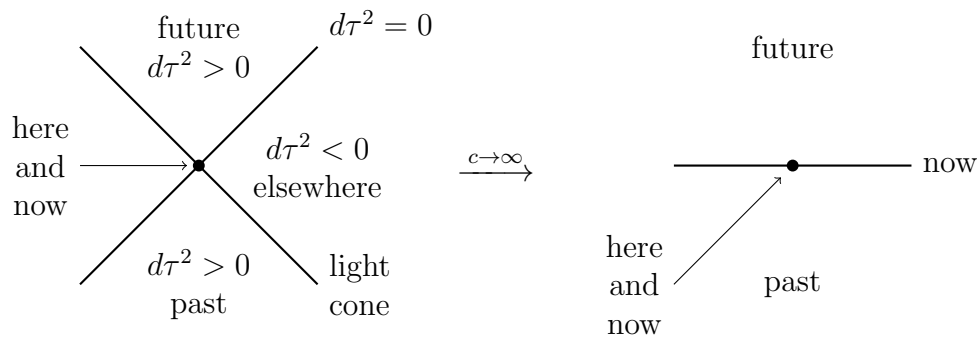 future
dτ² > 0
dτ² = 0
here
and
now
dτ² < 0
elsewhere
dτ² > 0
past
light
cone
c→∞
future
now
here
and
now
past